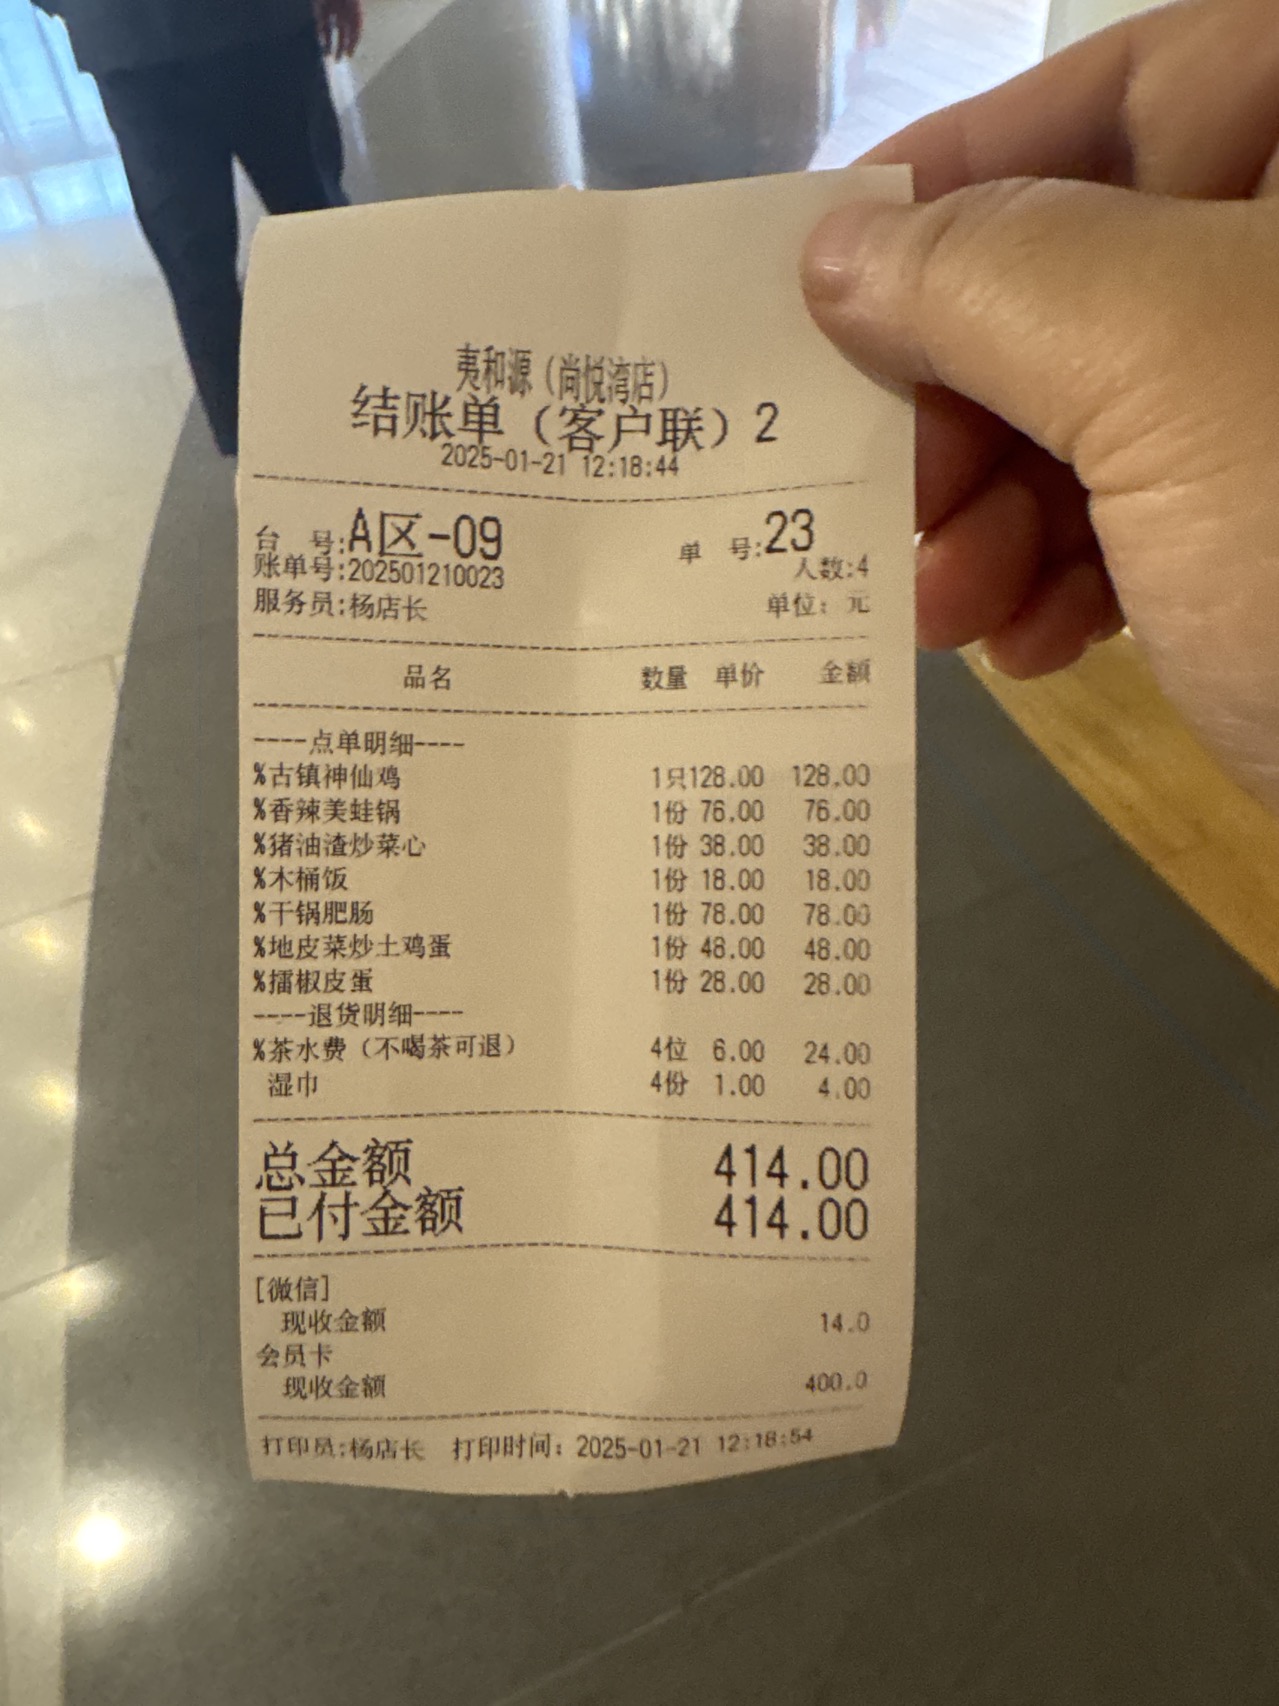 夷和源（尚悦湾店）
结账单（客户联）2
2025-01-21 12:18:44
台 号:A区-09 单 号:23
账单号:202501210023 人数:4
服务员:杨店长 单位: 元
品名 数量 单价 金额
----点单明细----
%古镇神仙鸡 1只128.00 128.00
%香辣美蛙锅 1份 76.00 76.00
%猪油渣炒菜心 1份 38.00 38.00
%木桶饭 1份 18.00 18.00
%干锅肥肠 1份 78.00 78.00
%地皮菜炒土鸡蛋 1份 48.00 48.00
%擂椒皮蛋 1份 28.00 28.00
----退货明细----
%茶水费（不喝茶可退） 4位 6.00 24.00
湿巾 4份 1.00 4.00
总金额 414.00
已付金额 414.00
[微信]
现收金额 14.0
会员卡
现收金额 400.0
打印员:杨店长 打印时间: 2025-01-21 12:18:54